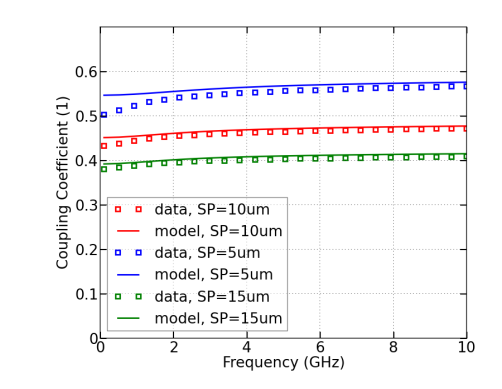 0.6
0.5
0.4
0.3
0.2
0.1
0
Coupling Coefficient (1)
data, SP=10um
model, SP=10um
data, SP=5um
model, SP=5um
data, SP=15um
model, SP=15um
0 2 4 6 8 10
Frequency (GHz)